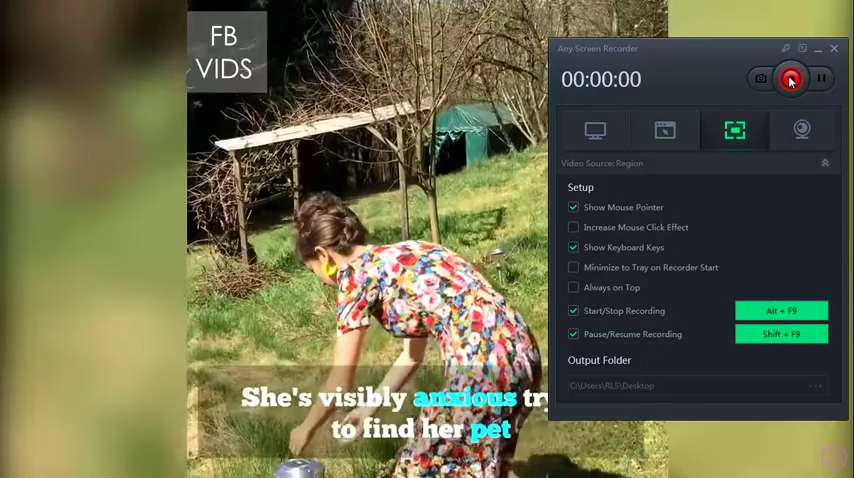 FB
VIDS
Any Screen Recorder
00:00:00
Video Source: Region
Setup
Show Mouse Pointer
Increase Mouse Click Effect
Show Keyboard Keys
Minimize to Tray on Recorder Start
Always on Top
Start/Stop Recording
Alt + F9
Pause/Resume Recording
Shift + F9
Output Folder
C:\Users\RLS\Desktop
She's visibly anxious try
to find her pet